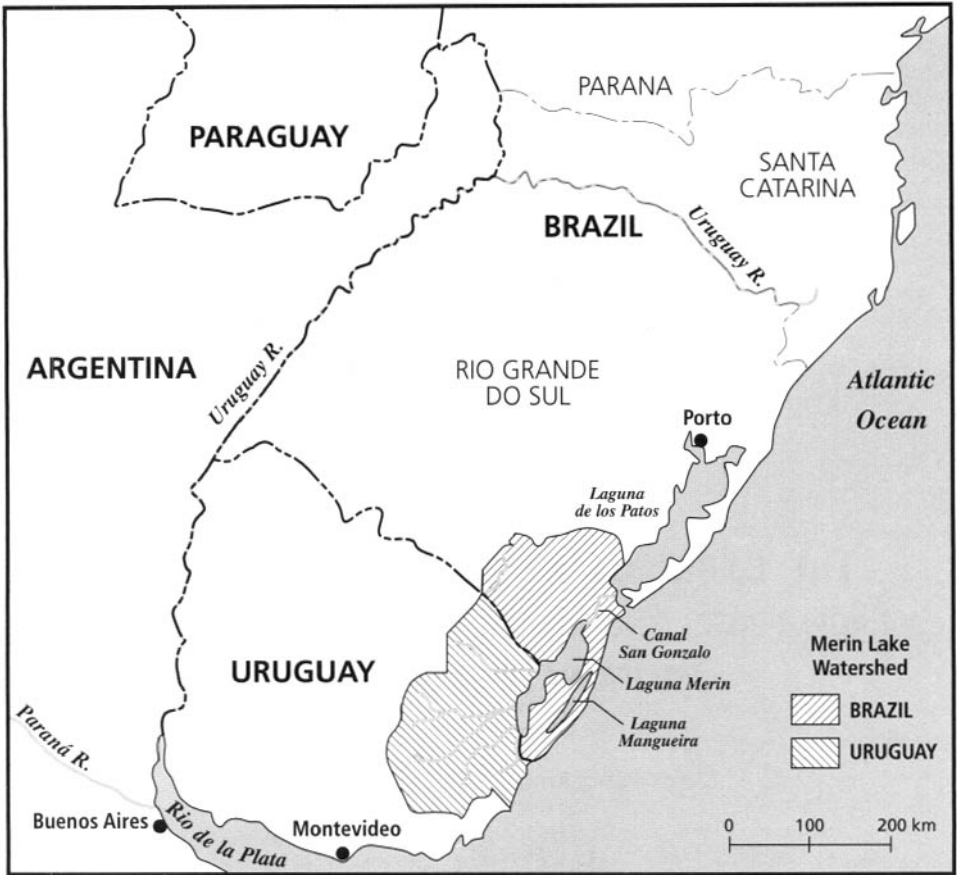 PARANA
PARAGUAY
SANTA
CATARINA
BRAZIL
Uruguay R.
ARGENTINA
Uruguay R.
RIO GRANDE
DO SUL
Atlantic
Ocean
Porto
Laguna
de los Patos
Canal
San Gonzalo
Merin Lake
Watershed
URUGUAY
Laguna Merin
BRAZIL
Laguna
Mangueira
URUGUAY
Paraná R.
Buenos Aires
Rio de la Plata
Montevideo
0 100 200 km